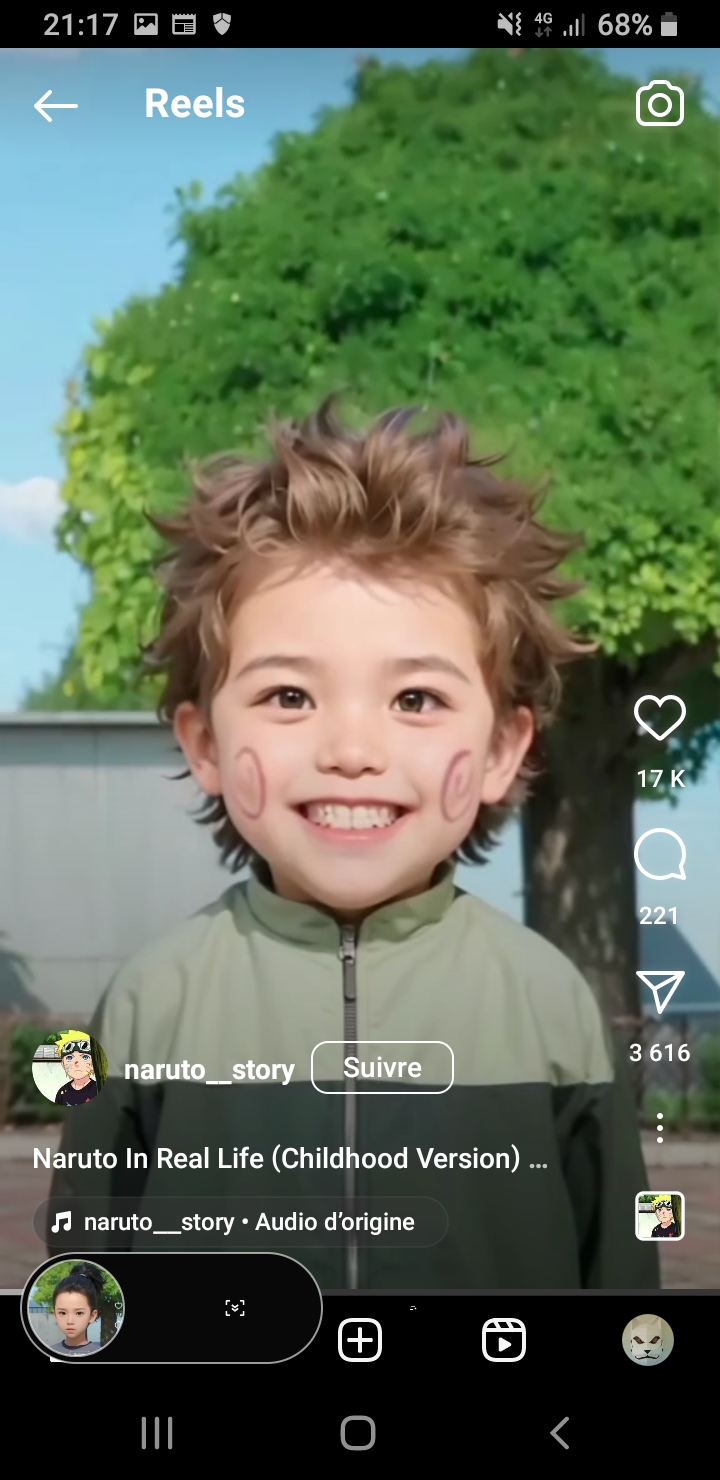 21:17
4G
68%
Reels
17 K
221
3 616
naruto__story
Suivre
Naruto In Real Life (Childhood Version) ...
naruto__story • Audio d'origine